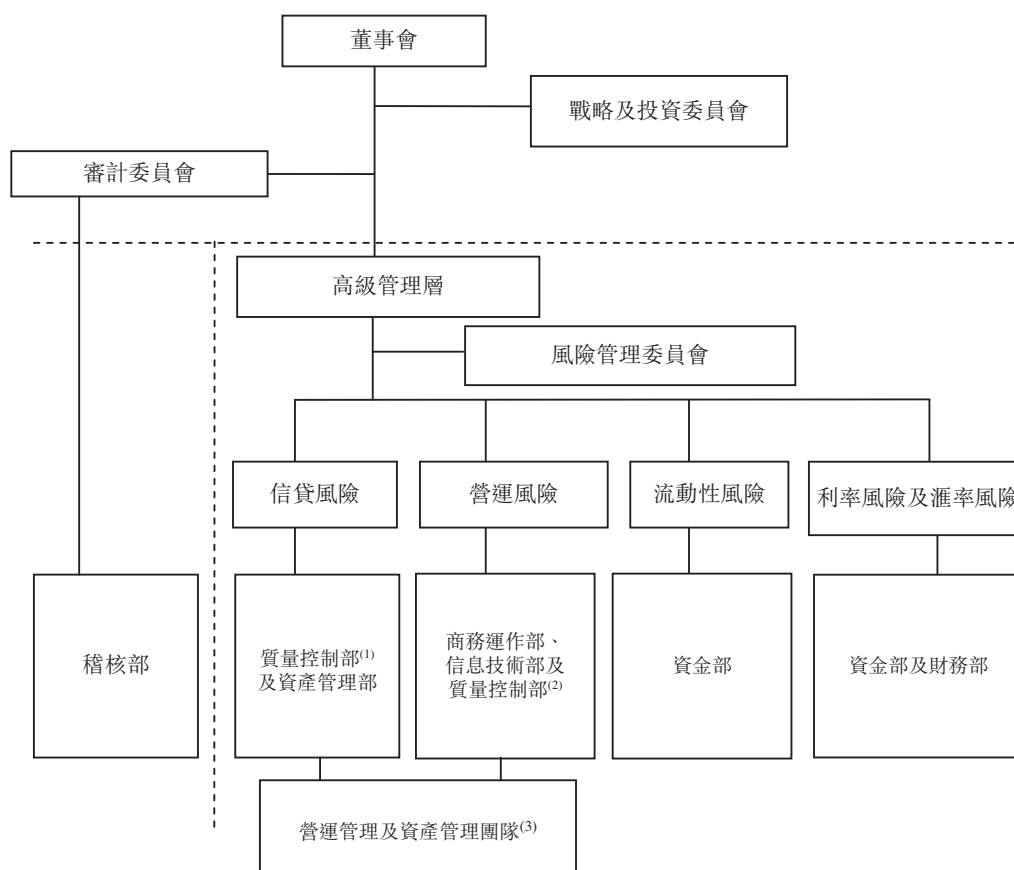 董事會
戰略及投資委員會
審計委員會
高級管理層
風險管理委員會
信貸風險
營運風險
流動性風險
利率風險及滙率風險
稽核部
質量控制部(1)
及資產管理部
商務運作部、
信息技術部及
質量控制部(2)
資金部
資金部及財務部
營運管理及資產管理團隊(3)